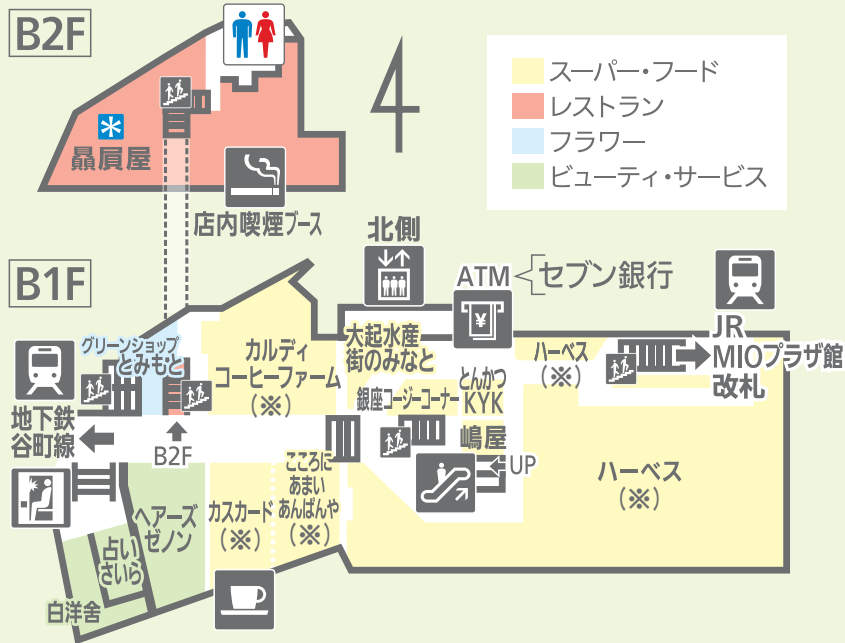 B2F
スーパー・フード
レストラン
フラワー
ビューティ・サービス
贔屓屋
店内喫煙ブース
北側
B1F
ATM
セブン銀行
グリーンショップ
とみもと
カルディ
コーヒーファーム
(※)
大起水産
街のみなと
ハーベス
(※)
JR
MIOプラザ館
改札
銀座コージーコーナー
とんかつ
KYK
地下鉄
谷町線
B2F
嶋屋
UP
ハーベス
(※)
ヘアーズ
ゼノン
カスカード
(※)
こころに
あまい
あんぱんや
(※)
占い
さいら
白洋舎